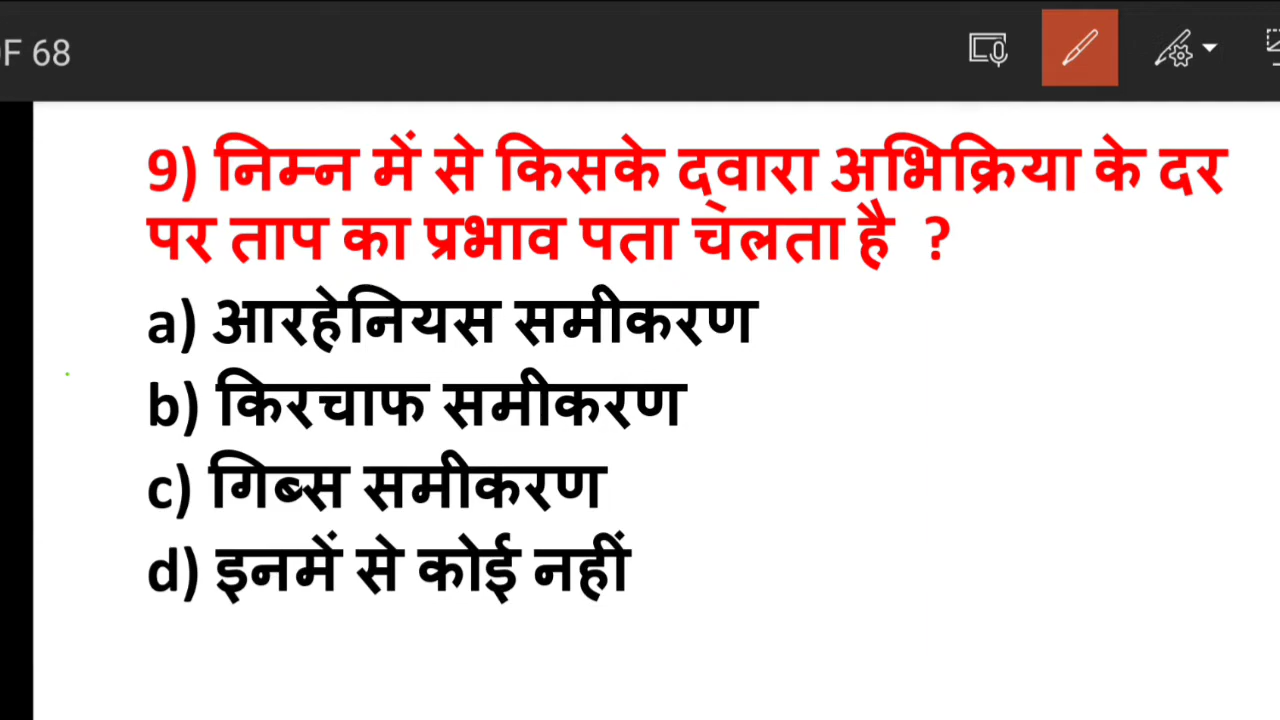 F 68
9) निम्न में से किसके द्वारा अभिक्रिया के दर
पर ताप का प्रभाव पता चलता है ?
a) आरहेनियस समीकरण
b) किरचाफ समीकरण
c) गिब्स समीकरण
d) इनमें से कोई नहीं